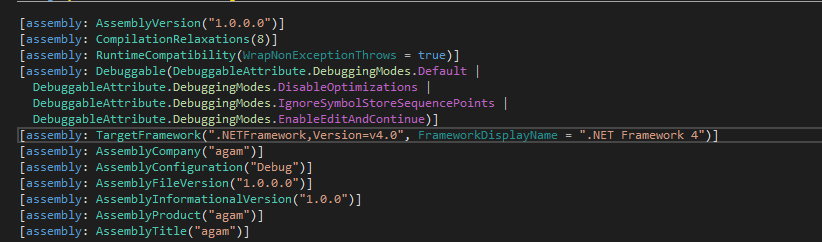 [assembly: AssemblyVersion("1.0.0.0")]
[assembly: CompilationRelaxations(8)]
[assembly: RuntimeCompatibility(WrapNonExceptionThrows = true)]
[assembly: Debuggable(DebuggableAttribute.DebuggingModes.Default |
DebuggableAttribute.DebuggingModes.DisableOptimizations |
DebuggableAttribute.DebuggingModes.IgnoreSymbolStoreSequencePoints |
DebuggableAttribute.DebuggingModes.EnableEditAndContinue)]
[assembly: TargetFramework(".NETFramework,Version=v4.0", FrameworkDisplayName = ".NET Framework 4")]
[assembly: AssemblyCompany("agam")]
[assembly: AssemblyConfiguration("Debug")]
[assembly: AssemblyFileVersion("1.0.0.0")]
[assembly: AssemblyInformationalVersion("1.0.0")]
[assembly: AssemblyProduct("agam")]
[assembly: AssemblyTitle("agam")]